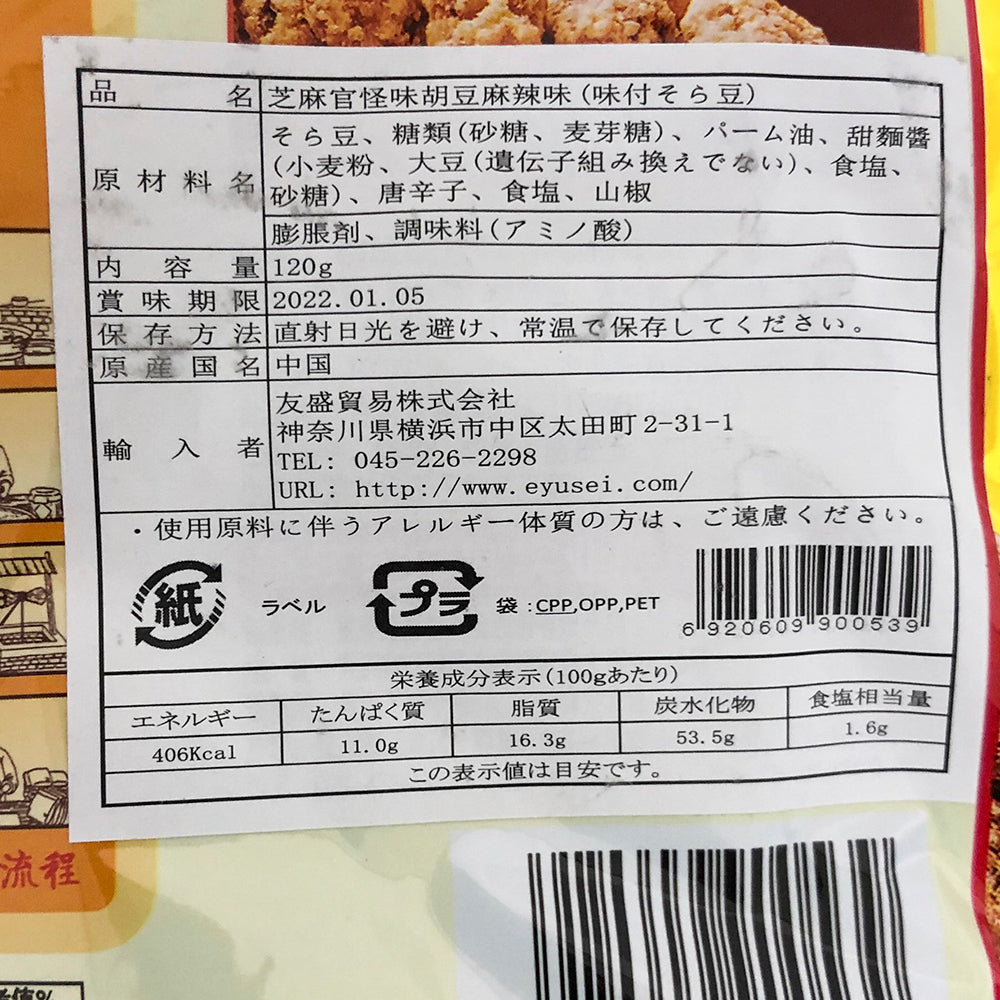 品名 芝麻官怪味胡豆麻辣味(味付そら豆)
原材料名 そら豆、糖類(砂糖、麦芽糖)、パーム油、甜麵醬
(小麦粉、大豆(遺伝子組み換えでない)、食塩、
砂糖)、唐辛子、食塩、山椒
膨脹剤、調味料(アミノ酸)
内容量 120g
賞味期限 2022.01.05
保存方法 直射日光を避け、常温で保存してください。
原産国名 中国
輸入者 友盛貿易株式会社
神奈川県横浜市中区太田町2-31-1
TEL: 045-226-2298
URL: http://www.eyusei.com/
・使用原料に伴うアレルギー体質の方は、ご遠慮ください。
紙 ラベル プラ 袋:CPP,OPP,PET
6 920609 900539
栄養成分表示(100gあたり)
エネルギー たんぱく質 脂質 炭水化物 食塩相当量
406Kcal 11.0g 16.3g 53.5g 1.6g
この表示値は目安です。
流程